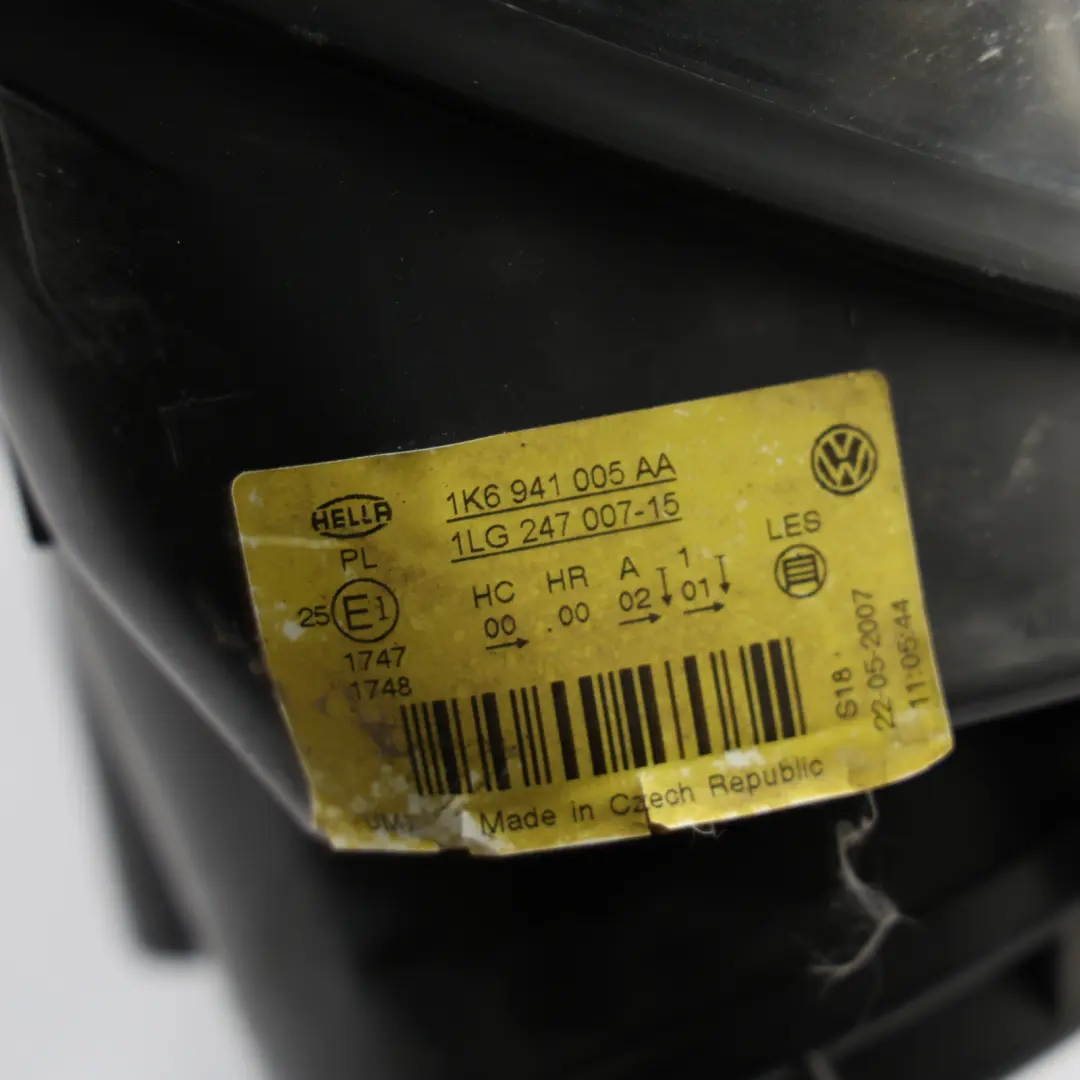 HELLA
1K6 941 005 AA
1LG 247 007-15
PL
25 E1
1747
1748
HC HR A 1
00 .00 02 01
LES
S18
22-05-2007
11:05:44
Made in Czech Republic